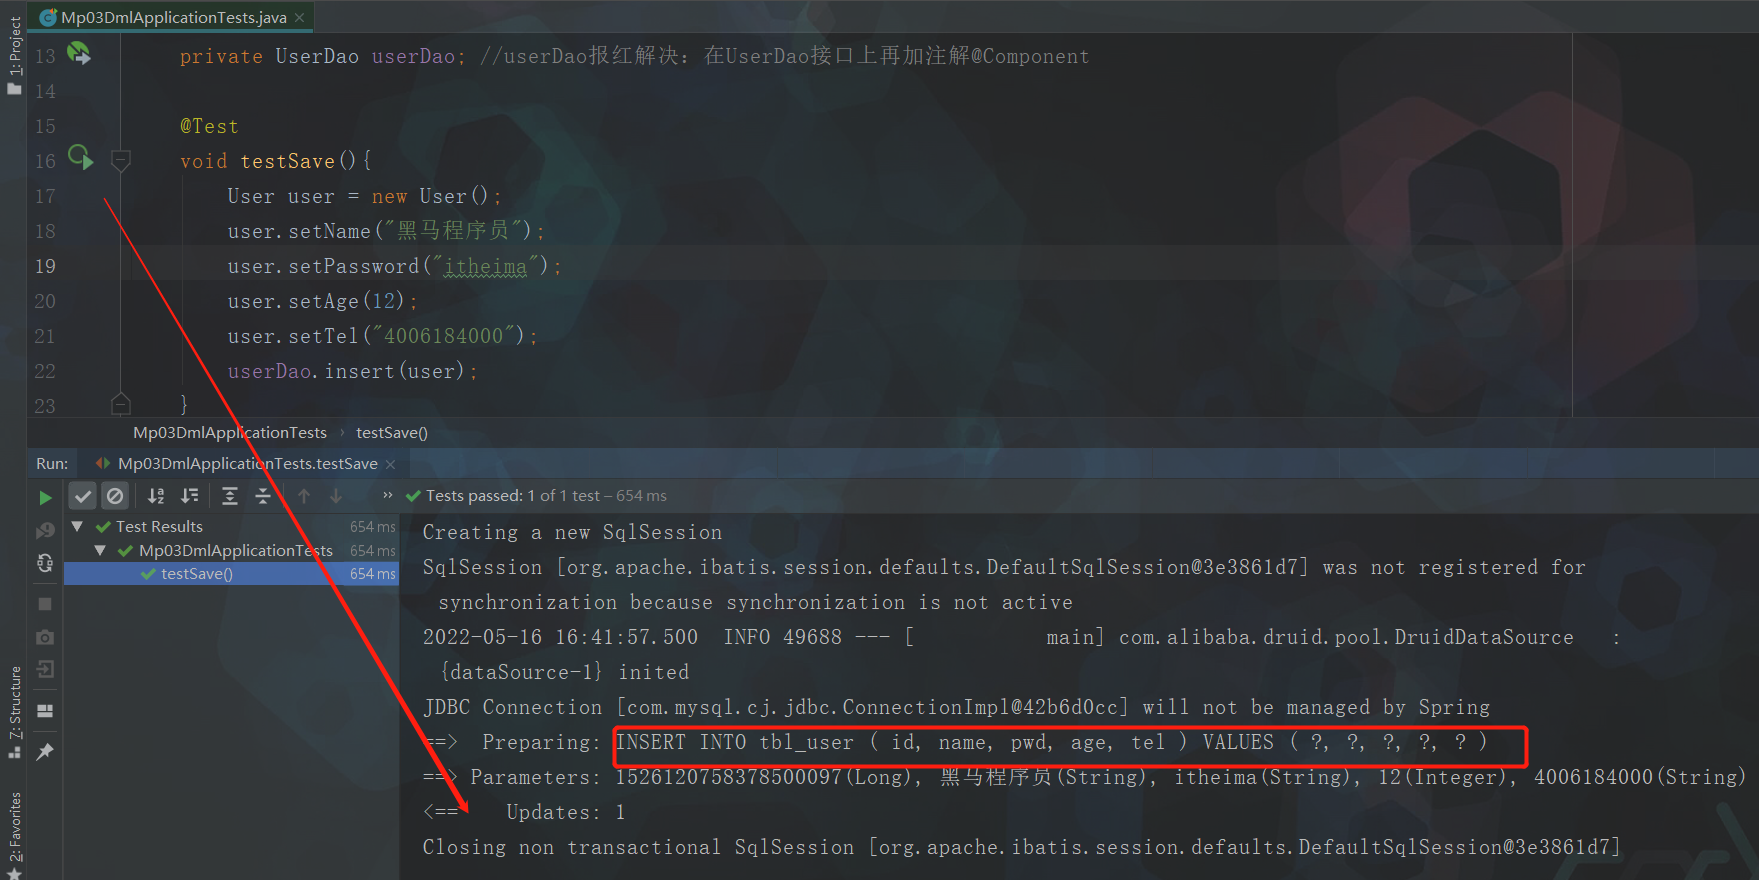 Mp03DmlApplicationTests.java ×
1: Project
13 private UserDao userDao; //userDao报红解决：在UserDao接口上再加注解@Component
14
15 @Test
16 void testSave(){
17 User user = new User();
18 user.setName("黑马程序员");
19 user.setPassword("itheima");
20 user.setAge(12);
21 user.setTel("4006184000");
22 userDao.insert(user);
23 }
Mp03DmlApplicationTests › testSave()
Run: Mp03DmlApplicationTests.testSave ×
» Tests passed: 1 of 1 test – 654 ms
Test Results 654 ms
Mp03DmlApplicationTests 654 ms
testSave() 654 ms
Creating a new SqlSession
SqlSession [org.apache.ibatis.session.defaults.DefaultSqlSession@3e3861d7] was not registered for
synchronization because synchronization is not active
2022-05-16 16:41:57.500 INFO 49688 --- [ main] com.alibaba.druid.pool.DruidDataSource :
{dataSource-1} inited
JDBC Connection [com.mysql.cj.jdbc.ConnectionImpl@42b6d0cc] will not be managed by Spring
==> Preparing: INSERT INTO tbl_user ( id, name, pwd, age, tel ) VALUES ( ?, ?, ?, ?, ? )
==> Parameters: 1526120758378500097(Long), 黑马程序员(String), itheima(String), 12(Integer), 4006184000(String)
<== Updates: 1
Closing non transactional SqlSession [org.apache.ibatis.session.defaults.DefaultSqlSession@3e3861d7]
7: Structure
2: Favorites